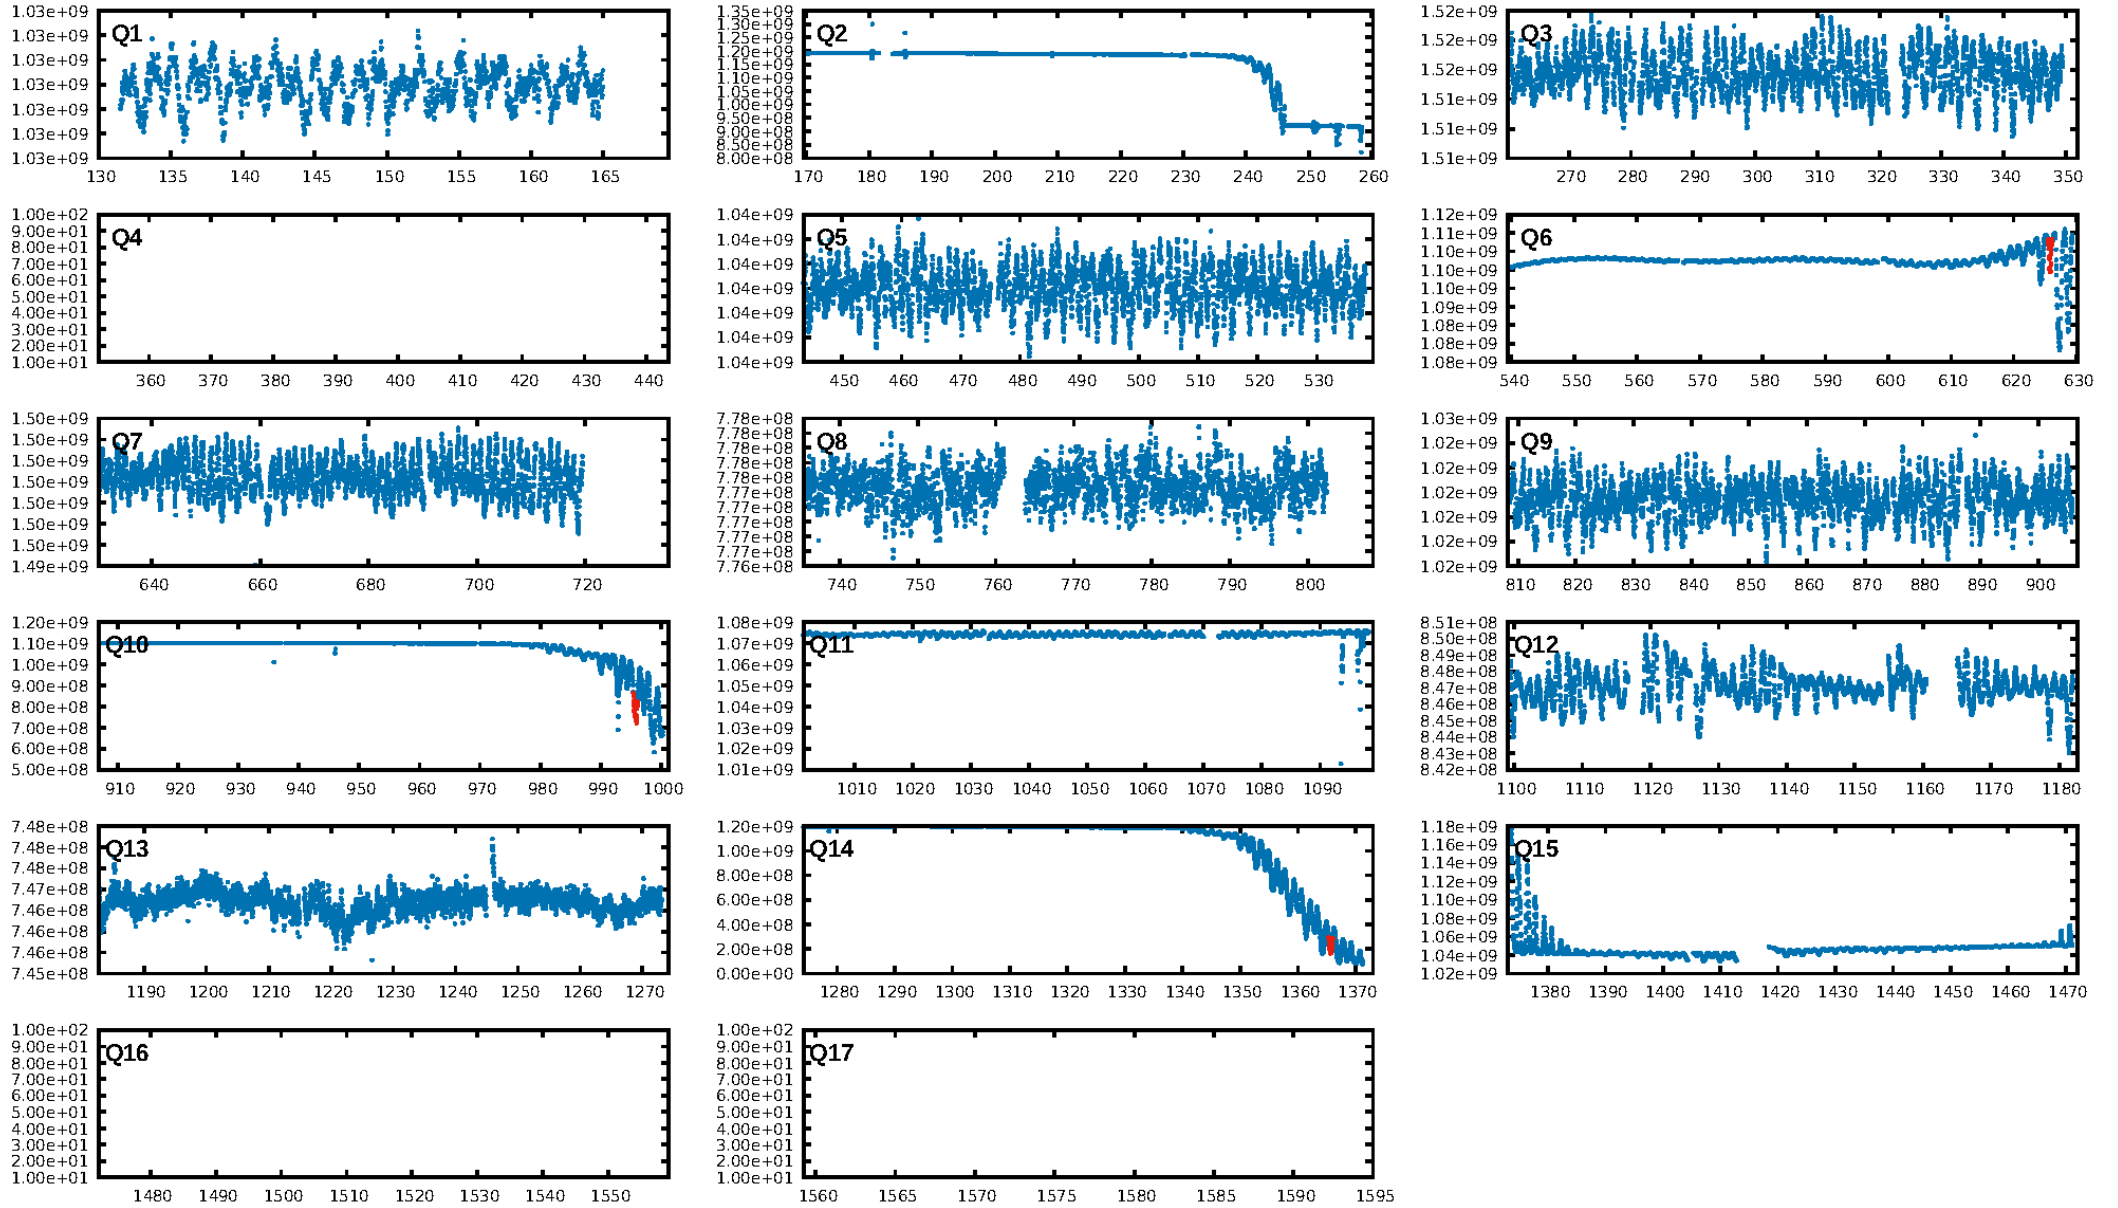 Q1
1.03e+09
1.03e+09
1.03e+09
1.03e+09
1.03e+09
1.03e+09
1.03e+09
130 135 140 145 150 155 160 165
Q2
1.35e+09
1.30e+09
1.25e+09
1.20e+09
1.15e+09
1.10e+09
1.05e+09
1.00e+09
9.50e+08
9.00e+08
8.50e+08
8.00e+08
170 180 190 200 210 220 230 240 250 260
Q3
1.52e+09
1.52e+09
1.52e+09
1.51e+09
1.51e+09
1.51e+09
270 280 290 300 310 320 330 340 350
Q4
1.00e+02
9.00e+01
8.00e+01
7.00e+01
6.00e+01
5.00e+01
4.00e+01
3.00e+01
2.00e+01
1.00e+01
360 370 380 390 400 410 420 430 440
Q5
1.04e+09
1.04e+09
1.04e+09
1.04e+09
1.04e+09
1.04e+09
1.04e+09
450 460 470 480 490 500 510 520 530
Q6
1.12e+09
1.11e+09
1.10e+09
1.10e+09
1.10e+09
1.09e+09
1.08e+09
1.08e+09
1.08e+09
540 550 560 570 580 590 600 610 620 630
Q7
1.50e+09
1.50e+09
1.50e+09
1.50e+09
1.50e+09
1.50e+09
1.50e+09
1.49e+09
640 660 680 700 720
Q8
7.78e+08
7.78e+08
7.78e+08
7.78e+08
7.78e+08
7.77e+08
7.77e+08
7.77e+08
7.77e+08
7.77e+08
7.76e+08
740 750 760 770 780 790 800
Q9
1.03e+09
1.02e+09
1.02e+09
1.02e+09
1.02e+09
1.02e+09
1.02e+09
810 820 830 840 850 860 870 880 890 900
Q10
1.20e+09
1.10e+09
1.00e+09
9.00e+08
8.00e+08
7.00e+08
6.00e+08
5.00e+08
910 920 930 940 950 960 970 980 990 1000
Q11
1.08e+09
1.07e+09
1.06e+09
1.05e+09
1.04e+09
1.03e+09
1.02e+09
1.01e+09
1010 1020 1030 1040 1050 1060 1070 1080 1090
Q12
8.51e+08
8.50e+08
8.49e+08
8.48e+08
8.47e+08
8.46e+08
8.45e+08
8.44e+08
8.43e+08
8.42e+08
1100 1110 1120 1130 1140 1150 1160 1170 1180
Q13
7.48e+08
7.48e+08
7.48e+08
7.47e+08
7.46e+08
7.46e+08
7.46e+08
7.45e+08
1190 1200 1210 1220 1230 1240 1250 1260 1270
Q14
1.20e+09
1.00e+09
8.00e+08
6.00e+08
4.00e+08
2.00e+08
0.00e+00
1280 1290 1300 1310 1320 1330 1340 1350 1360 1370
Q15
1.18e+09
1.16e+09
1.14e+09
1.12e+09
1.10e+09
1.08e+09
1.06e+09
1.04e+09
1.02e+09
1380 1390 1400 1410 1420 1430 1440 1450 1460 1470
Q16
1.00e+02
9.00e+01
8.00e+01
7.00e+01
6.00e+01
5.00e+01
4.00e+01
3.00e+01
2.00e+01
1.00e+01
1480 1490 1500 1510 1520 1530 1540 1550
Q17
1.00e+02
9.00e+01
8.00e+01
7.00e+01
6.00e+01
5.00e+01
4.00e+01
3.00e+01
2.00e+01
1.00e+01
1560 1565 1570 1575 1580 1585 1590 1595